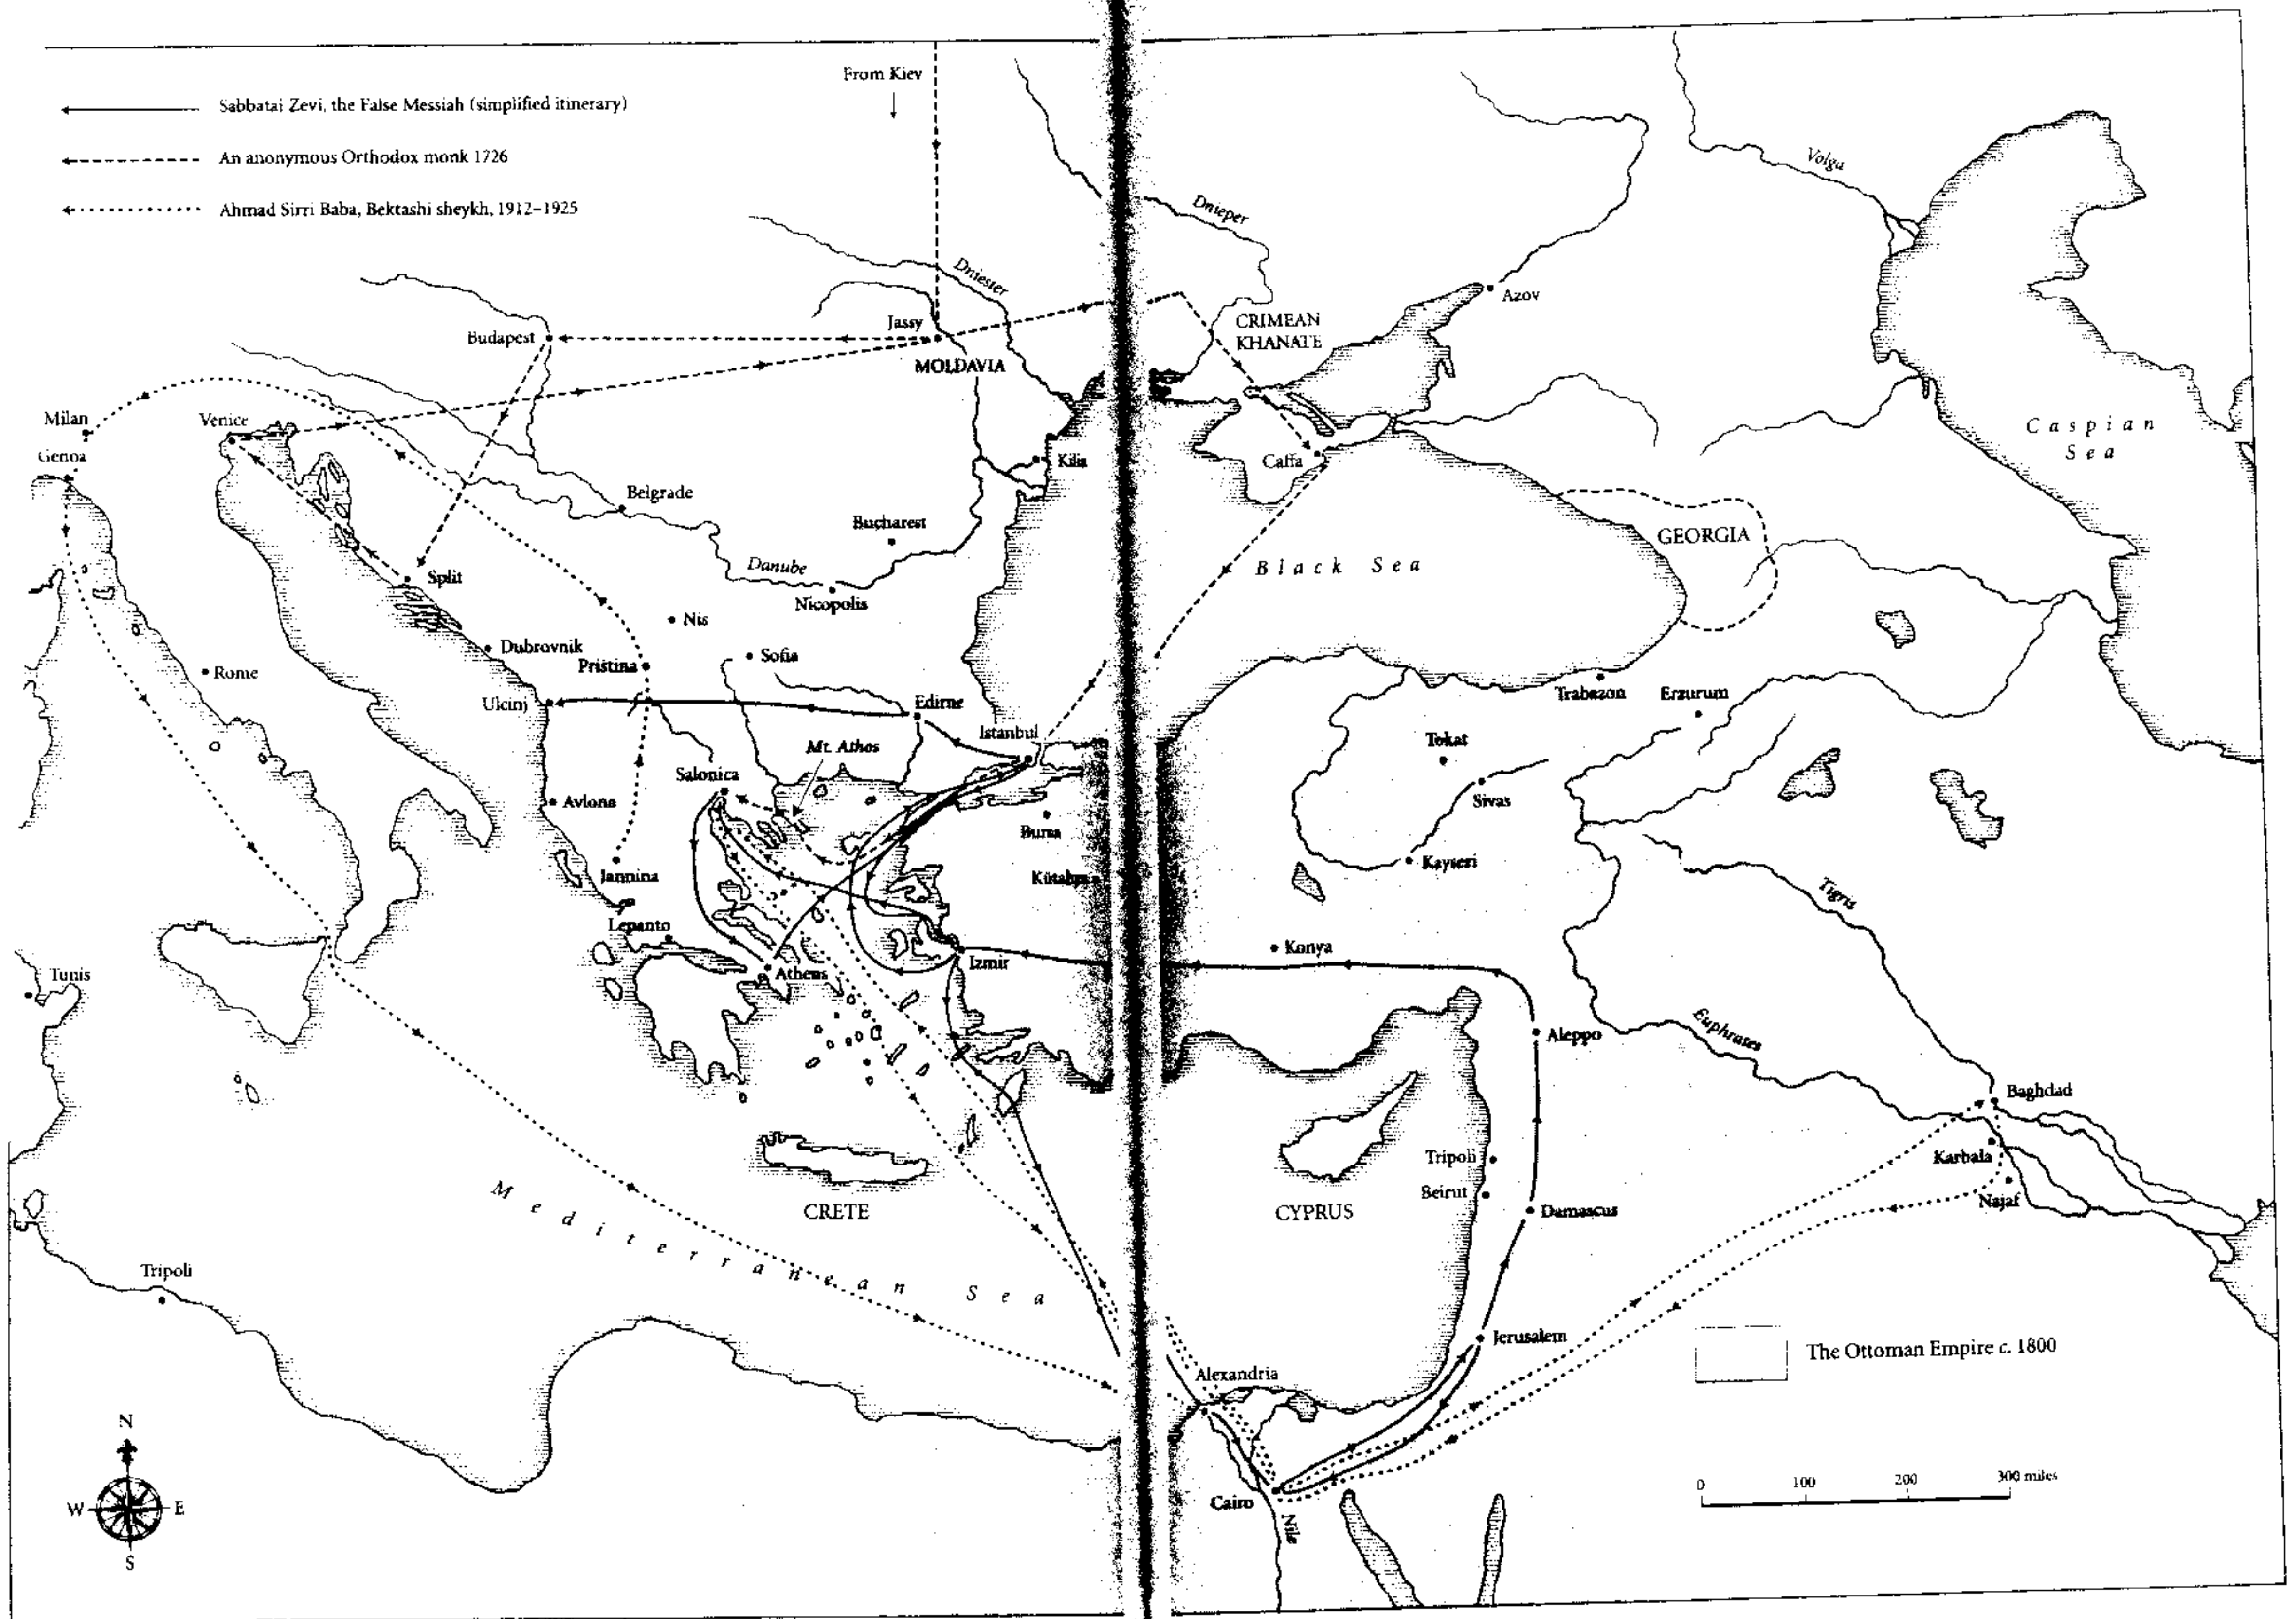 From Kiev
Sabbatai Zevi, the False Messiah (simplified itinerary)
An anonymous Orthodox monk 1726
Ahmad Sirri Baba, Bektashi sheykh, 1912–1925
Volga
Dnieper
Dniester
Azov
Jassy
Budapest
CRIMEAN
KHANATE
MOLDAVIA
Milan
Venice
Genoa
Caspian
Sea
Kilia
Caffa
Belgrade
Bucharest
GEORGIA
Danube
Black Sea
Split
Nicopolis
Nis
Dubrovnik
Sofia
Pristina
Rome
Ulcinj
Edirne
Trabzon
Erzurum
Istanbul
Mt. Athos
Tokat
Salonica
Avlona
Sivas
Bursa
Kayseri
Jannina
Kütahya
Tigris
Lepanto
Konya
Tunis
Athens
Izmir
Aleppo
Euphrates
Baghdad
Tripoli
Karbala
Beirut
Najaf
Mediterranean Sea
CRETE
CYPRUS
Damascus
Tripoli
Jerusalem
The Ottoman Empire c. 1800
Alexandria
N
W E
S
0 100 200 300 miles
Cairo
Nile